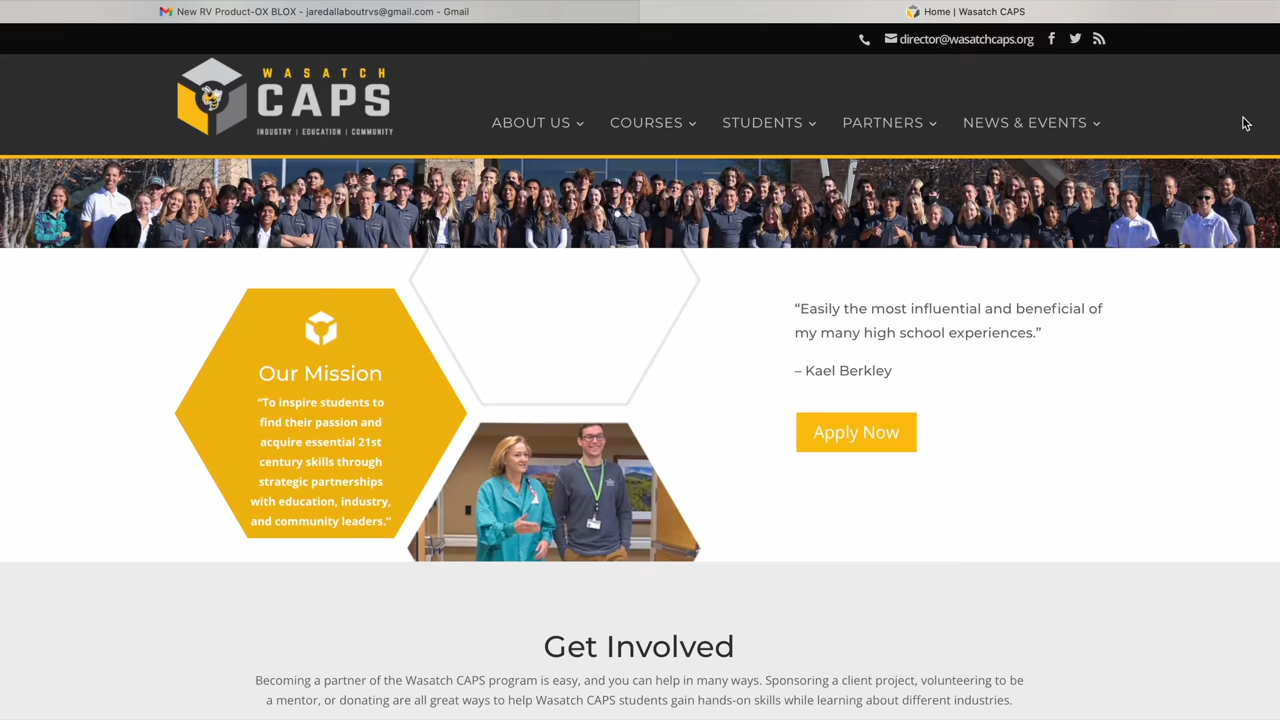 New RV Product-OX BLOX - jaredallaboutrvs@gmail.com - Gmail
Home | Wasatch CAPS
director@wasatchcaps.org
WASATCH
CAPS
INDUSTRY | EDUCATION | COMMUNITY
ABOUT US
COURSES
STUDENTS
PARTNERS
NEWS & EVENTS
Our Mission
“To inspire students to
find their passion and
acquire essential 21st
century skills through
strategic partnerships
with education, industry,
and community leaders.”
“Easily the most influential and beneficial of
my many high school experiences.”
– Kael Berkley
Apply Now
Get Involved
Becoming a partner of the Wasatch CAPS program is easy, and you can help in many ways. Sponsoring a client project, volunteering to be
a mentor, or donating are all great ways to help Wasatch CAPS students gain hands-on skills while learning about different industries.